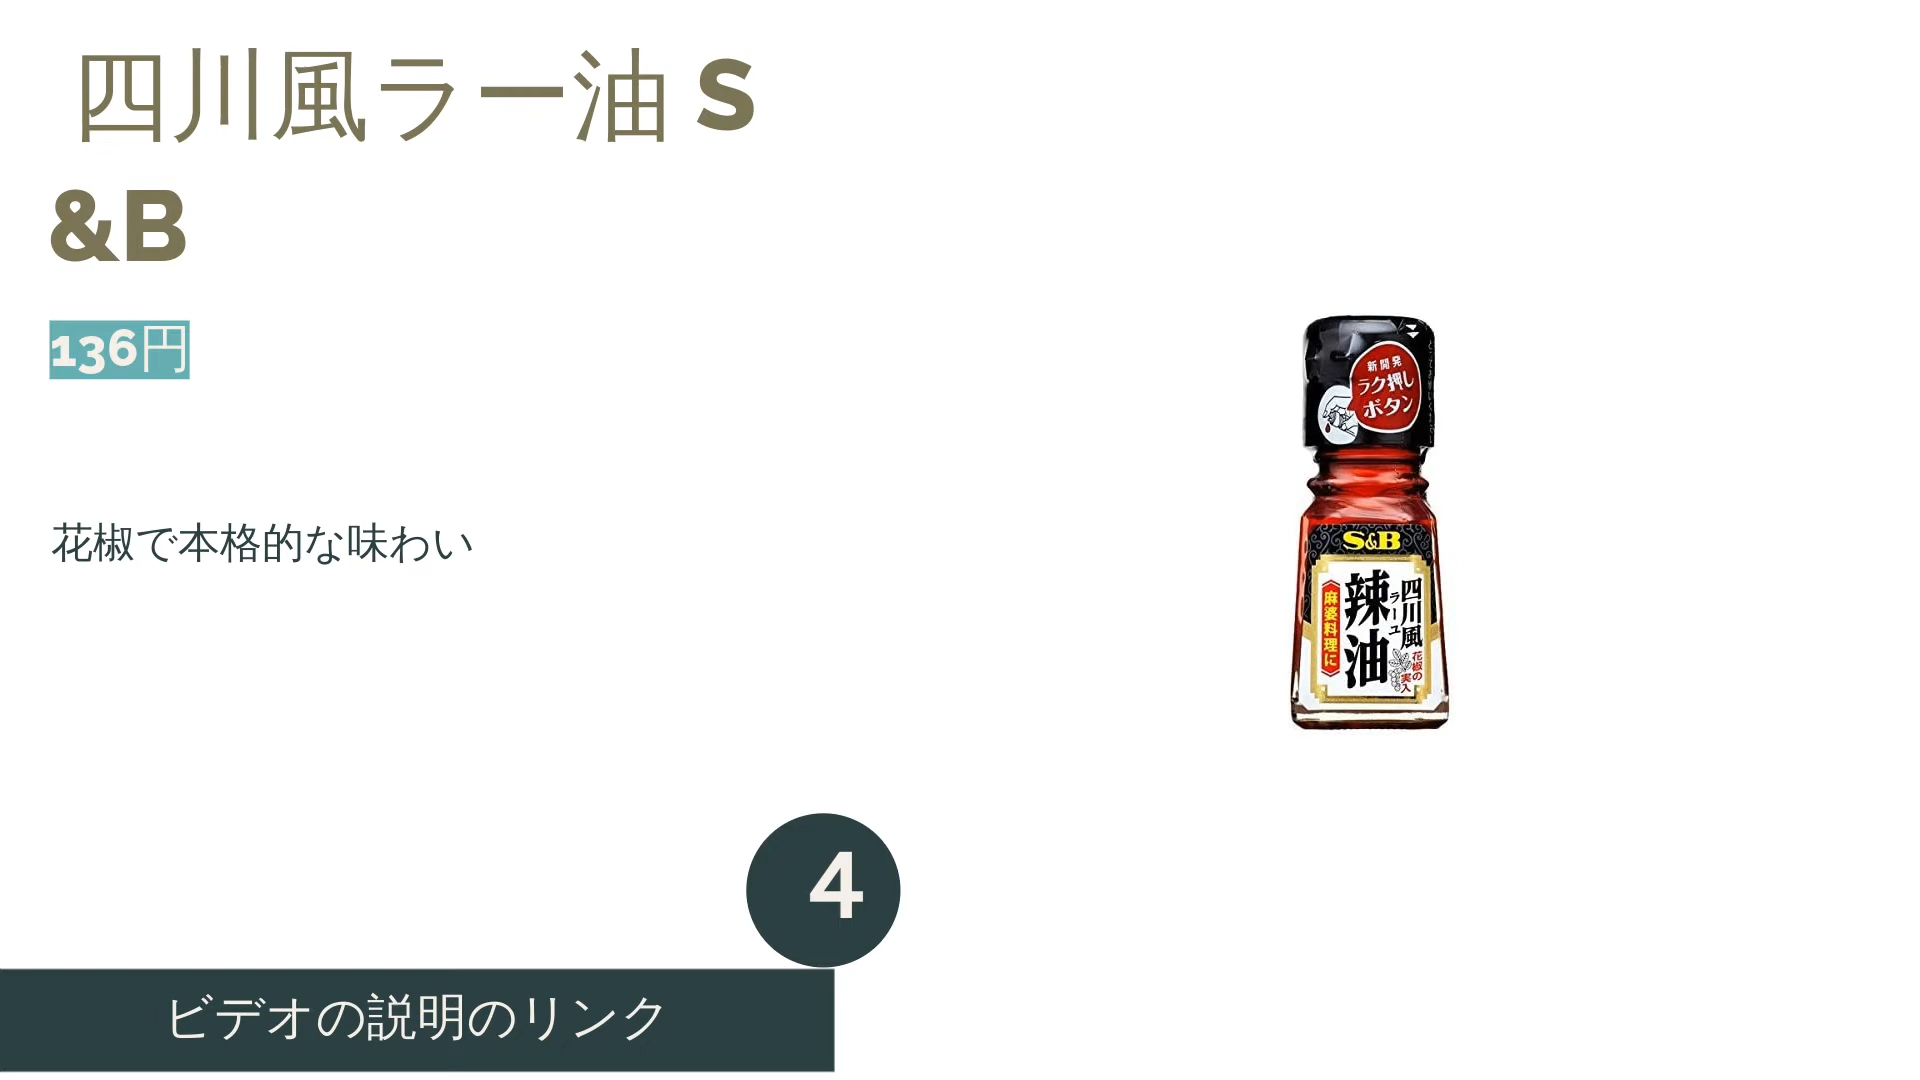 四川風ラー油 S
&B
136円
花椒で本格的な味わい
4
ビデオの説明のリンク
新開発
ラク押し
ボタン
S&B
四川風
ラーユ
辣油
麻婆料理に
花椒の
実入